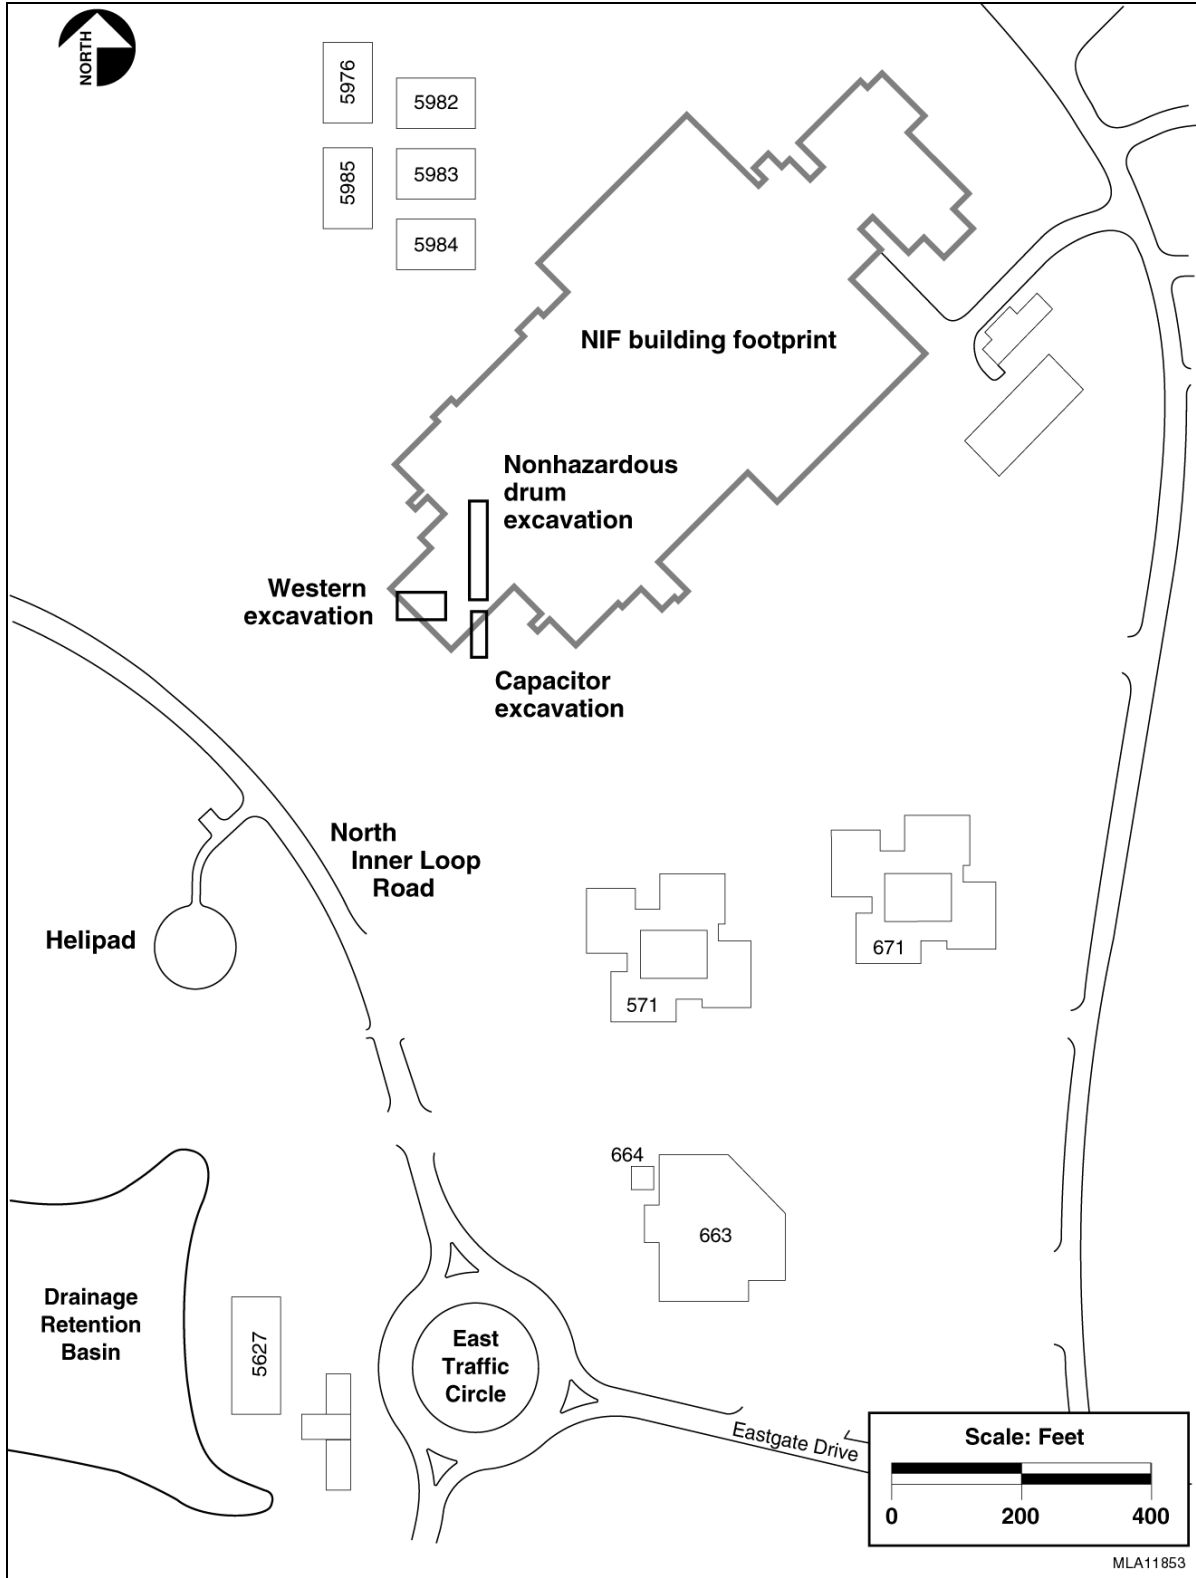 NORTH
5976
5982
5985
5983
5984
NIF building footprint
Nonhazardous
drum
excavation
Western
excavation
Capacitor
excavation
North
Inner Loop
Road
Helipad
671
571
664
663
Drainage
Retention
Basin
5627
East
Traffic
Circle
Eastgate Drive
Scale: Feet
0 200 400
MLA11853